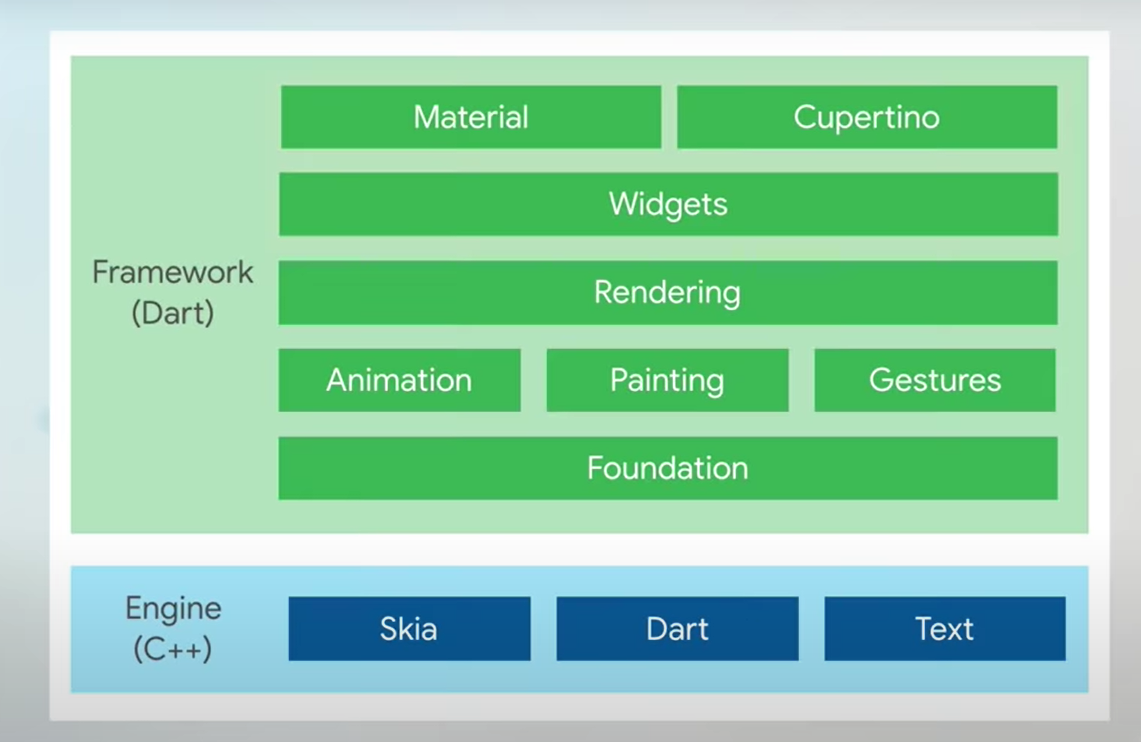 Material
Cupertino
Widgets
Framework
(Dart)
Rendering
Animation
Painting
Gestures
Foundation
Engine
(C++)
Skia
Dart
Text